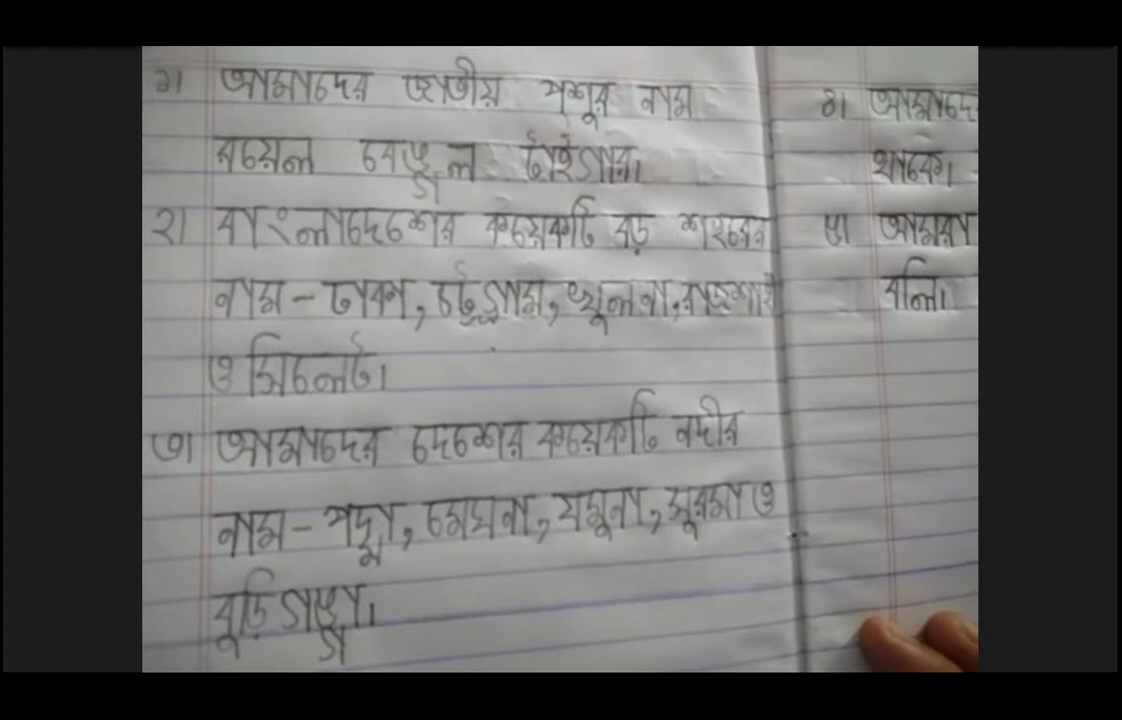 ১। আমাদের জাতীয় পশুর নাম
রয়েল বেঙ্গল টাইগার।
২। বাংলাদেশের কয়েকটি বড় শহরের
নাম - ঢাকা, চট্টগ্রাম, খুলনা, রাজশাহী
ও সিলেট।
৩। আমাদের দেশের কয়েকটি নদীর
নাম - পদ্মা, মেঘনা, যমুনা, সুরমা ও
বুড়িগঙ্গা।
৪। আমাদে
থাকে।
৫। আমরা
বলি।